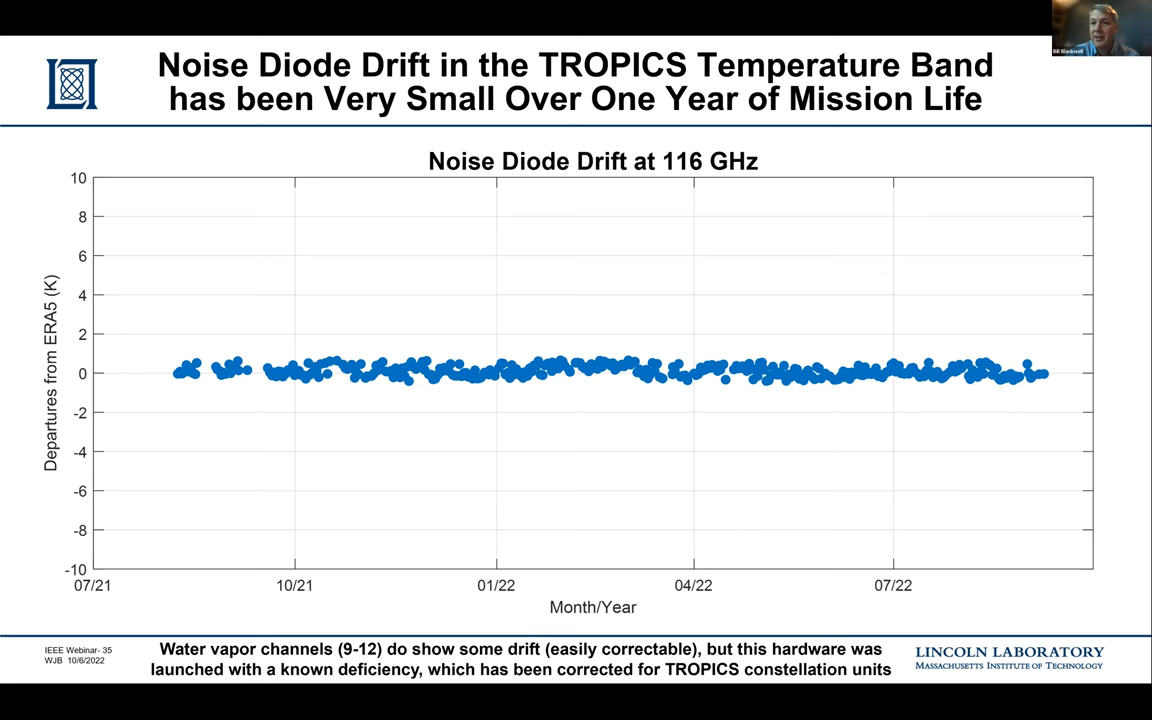 Bill Blackwell
Noise Diode Drift in the TROPICS Temperature Band
has been Very Small Over One Year of Mission Life
Noise Diode Drift at 116 GHz
10
8
6
4
2
0
-2
-4
-6
-8
-10
Departures from ERA5 (K)
07/21 10/21 01/22 04/22 07/22
Month/Year
IEEE Webinar- 35
WJB 10/6/2022
Water vapor channels (9-12) do show some drift (easily correctable), but this hardware was
launched with a known deficiency, which has been corrected for TROPICS constellation units
LINCOLN LABORATORY
MASSACHUSETTS INSTITUTE OF TECHNOLOGY